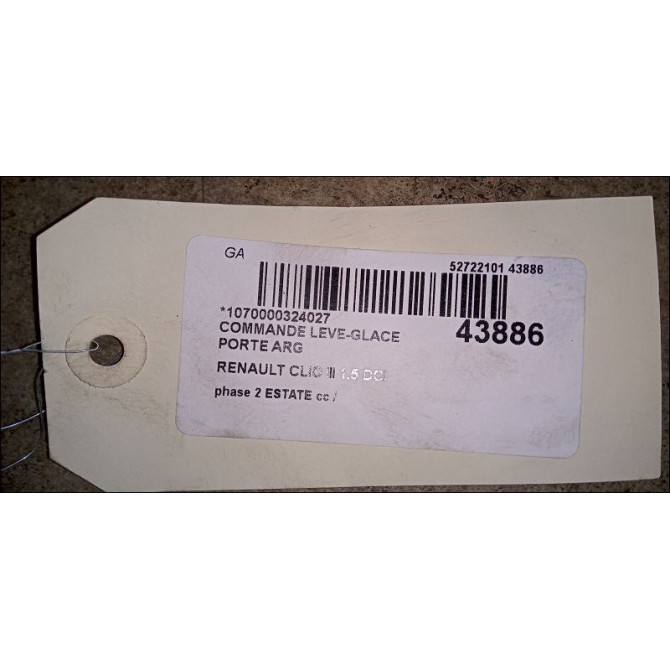 GA
52722101 43886
*1070000324027
43886
COMMANDE LEVE-GLACE
PORTE ARG
RENAULT CLIO III 1.5 DCI
phase 2 ESTATE cc /